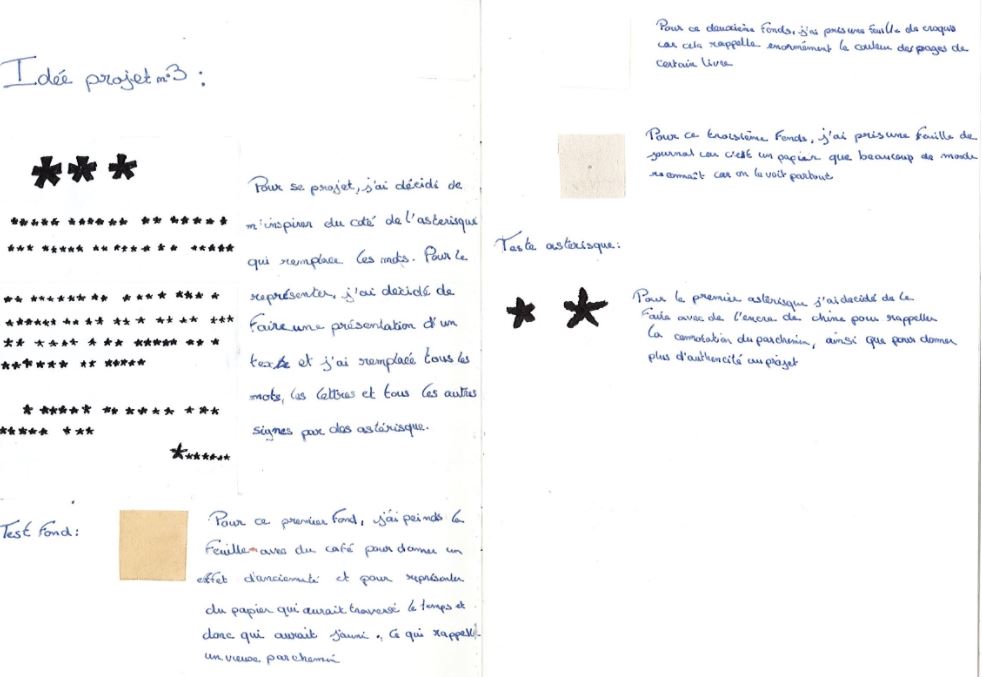 Idée projet n°3 :
Pour se projet, j'ai décidé de
m'inspirer du coté de l'asterisque
qui remplace les mots. Pour le
représenter, j'ai décidé de
faire une présentation d'un
texte et j'ai remplacé tous les
mots, les lettres et tous les autres
signes par des astérisque.
Test fond :
Pour ce premier fond, j'ai peinds la
feuille avec du café pour donner un
effet d'ancienneté et pour représenter
du papier qui aurait traversé le temps et
donc qui aurait jauni. Ce qui rappelle
un vieux parchemin
Pour ce deuxième fonds, j'ai pris une feuille de croquis
car cela rappelle enormément la couleur des pages de
certain livre
Pour ce troisième fonds, j'ai pris une feuille de
journal car c'est un papier que beaucoup de monde
reconnaît car on le voit partout
Teste asterisque :
Pour le premier astérisque j'ai decidé de le
faire avec de l'encre de chine pour rappeller
la connotation du parchemin, ainsi que pour donner
plus d'authencité au projet